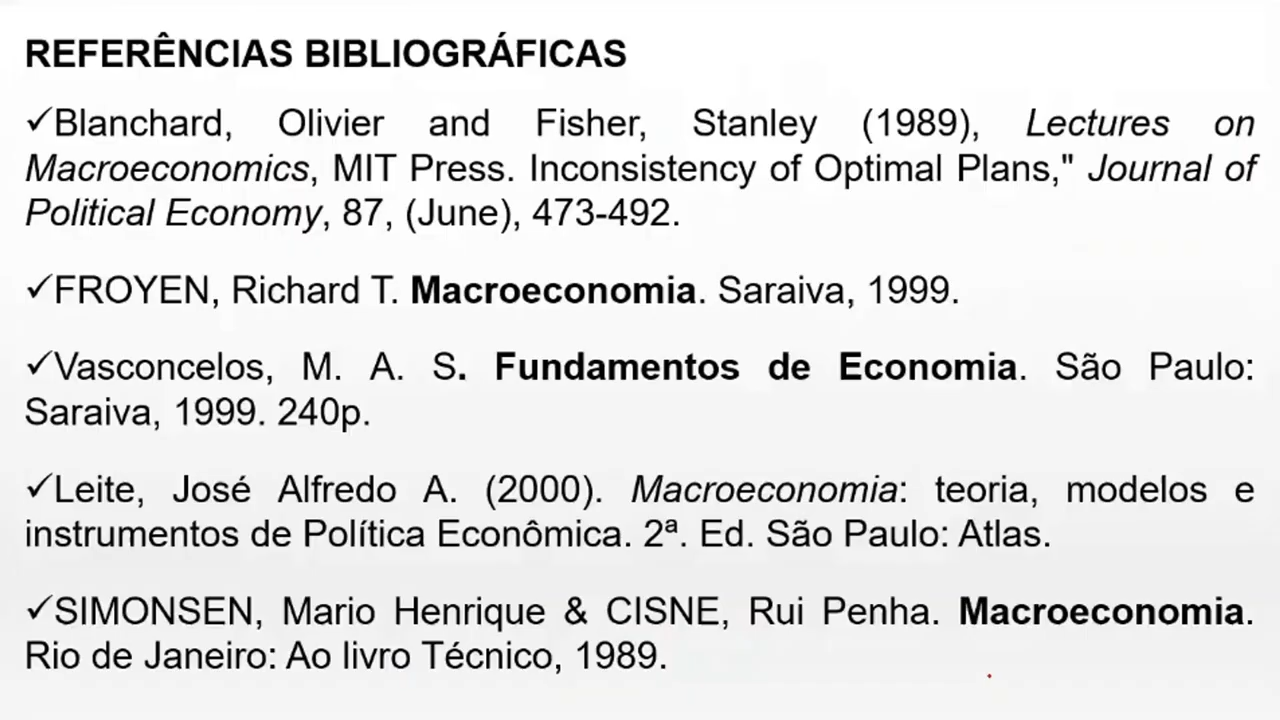 REFERÊNCIAS BIBLIOGRÁFICAS
✓Blanchard, Olivier and Fisher, Stanley (1989), Lectures on
Macroeconomics, MIT Press. Inconsistency of Optimal Plans," Journal of
Political Economy, 87, (June), 473-492.
✓FROYEN, Richard T. Macroeconomia. Saraiva, 1999.
✓Vasconcelos, M. A. S. Fundamentos de Economia. São Paulo:
Saraiva, 1999. 240p.
✓Leite, José Alfredo A. (2000). Macroeconomia: teoria, modelos e
instrumentos de Política Econômica. 2ª. Ed. São Paulo: Atlas.
✓SIMONSEN, Mario Henrique & CISNE, Rui Penha. Macroeconomia.
Rio de Janeiro: Ao livro Técnico, 1989.